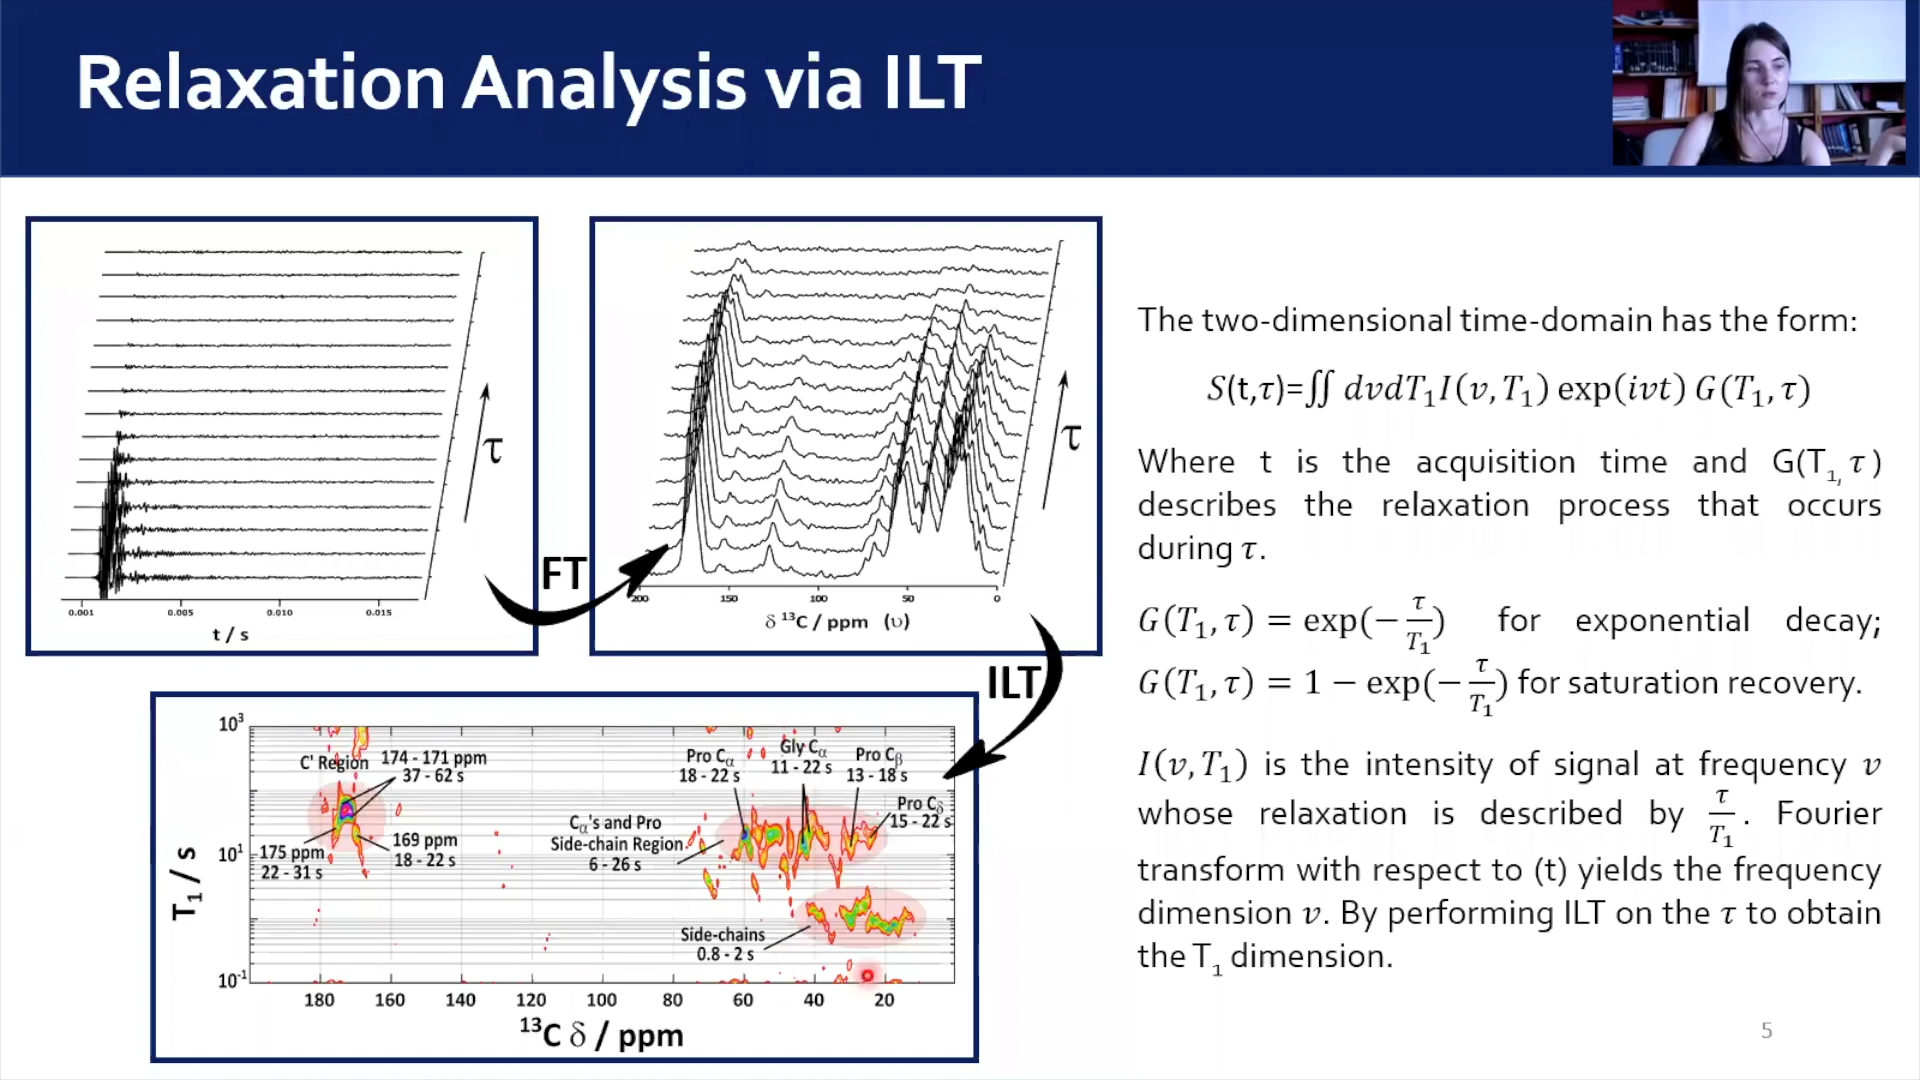 Relaxation Analysis via ILT
τ
0.001 0.005 0.010 0.015
t / s
FT
τ
200 150 100 50 0
δ ¹³C / ppm (υ)
ILT
10³
10¹
10⁻¹
T₁ / s
C' Region
174 - 171 ppm
37 - 62 s
175 ppm
22 - 31 s
169 ppm
18 - 22 s
Cα's and Pro
Side-chain Region
6 - 26 s
Pro Cα
18 - 22 s
Gly Cα
11 - 22 s
Pro Cβ
13 - 18 s
Pro Cδ
15 - 22 s
Side-chains
0.8 - 2 s
180 160 140 120 100 80 60 40 20
¹³C δ / ppm
The two-dimensional time-domain has the form:
S(t,τ)=∬ dνdT₁I(ν,T₁) exp(iνt) G(T₁,τ)
Where t is the acquisition time and G(T₁, τ)
describes the relaxation process that occurs
during τ.
G(T₁,τ) = exp(−τ/T₁) for exponential decay;
G(T₁,τ) = 1 − exp(−τ/T₁) for saturation recovery.
I(ν,T₁) is the intensity of signal at frequency ν
whose relaxation is described by τ/T₁. Fourier
transform with respect to (t) yields the frequency
dimension ν. By performing ILT on the τ to obtain
the T₁ dimension.
5